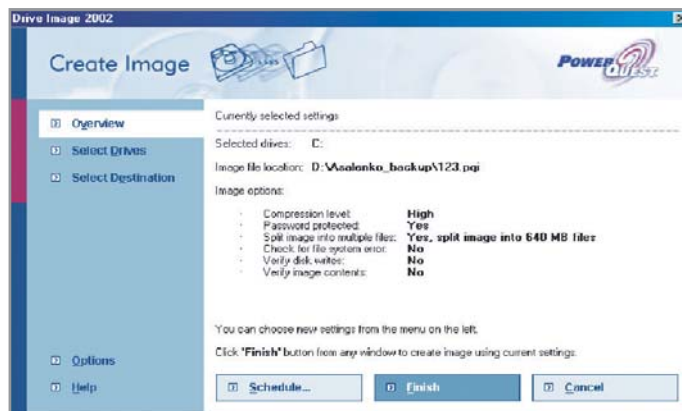 Drive Image 2002
Create Image
POWERQUEST
Overview
Select Drives
Select Destination
Options
Help
Currently selected settings
Selected drives: C:
Image file location: D:\Asalenko_backup\123.pqi
Image options:
· Compression level: High
· Password protected: Yes
· Split image into multiple files: Yes, split image into 640 MB files
· Check for file system error: No
· Verify disk writes: No
· Verify image contents: No
You can choose new settings from the menu on the left.
Click "Finish" button from any window to create image using current settings.
Schedule... Finish Cancel